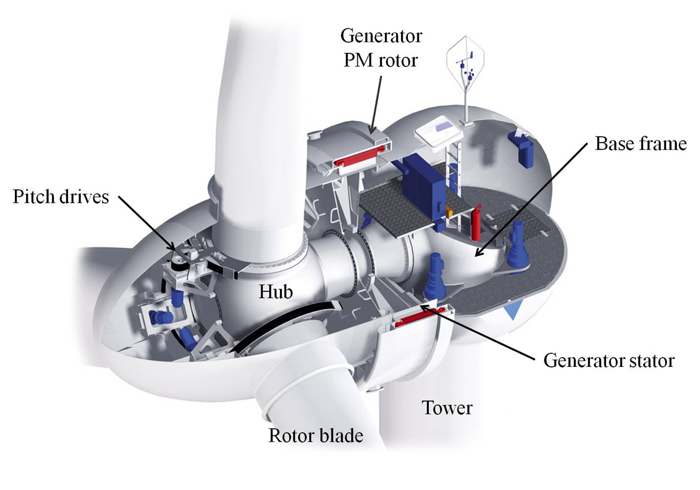 Generator
PM rotor
Base frame
Pitch drives
Hub
Generator stator
Tower
Rotor blade